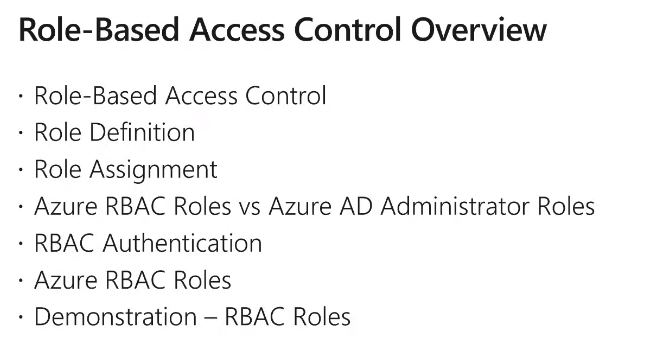 Role-Based Access Control Overview
· Role-Based Access Control
· Role Definition
· Role Assignment
· Azure RBAC Roles vs Azure AD Administrator Roles
· RBAC Authentication
· Azure RBAC Roles
· Demonstration – RBAC Roles